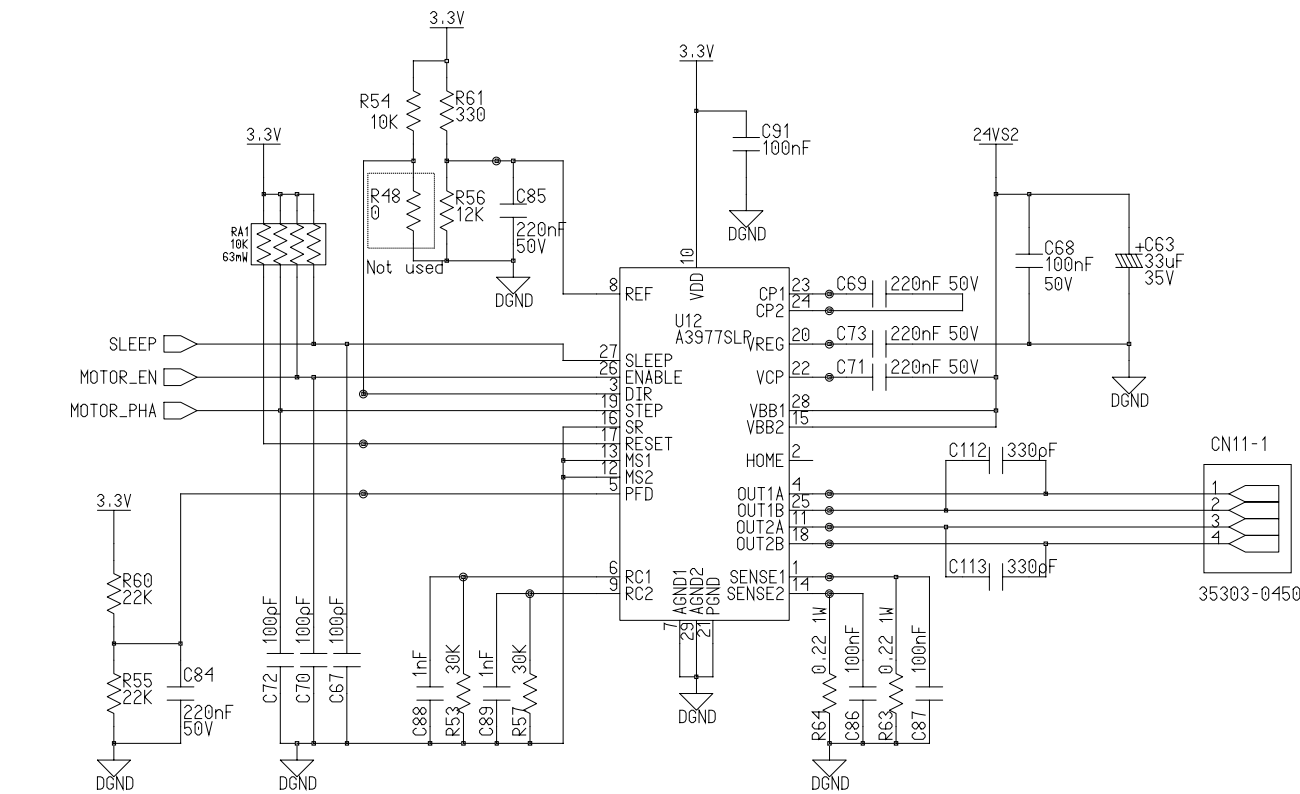 3.3V
R54
10K
R61
330
3.3V
C91
100nF
DGND
24VS2
3.3V
RA1
10K
63mW
R48
0
Not used
R56
12K
C85
220nF
50V
DGND
C68
100nF
50V
+
C63
33uF
35V
DGND
SLEEP
MOTOR_EN
MOTOR_PHA
U12
A3977SLR
10
VDD
8
REF
27
SLEEP
26
ENABLE
3
DIR
19
STEP
16
SR
17
RESET
13
MS1
12
MS2
5
PFD
6
RC1
9
RC2
CP1
23
CP2
24
VREG
20
VCP
22
VBB1
28
VBB2
15
HOME
2
OUT1A
4
OUT1B
25
OUT2A
11
OUT2B
18
SENSE1
1
SENSE2
14
AGND1
7
AGND2
29
PGND
21
DGND
C69
220nF 50V
C73
220nF 50V
C71
220nF 50V
C112
330pF
C113
330pF
CN11-1
1
2
3
4
35303-0450
3.3V
R60
22K
R55
22K
C84
220nF
50V
DGND
C72
100pF
C70
100pF
C67
100pF
DGND
C88
1nF
R53
30K
C89
1nF
R57
30K
R64
0.22 1W
C86
100nF
R63
0.22 1W
C87
100nF
DGND